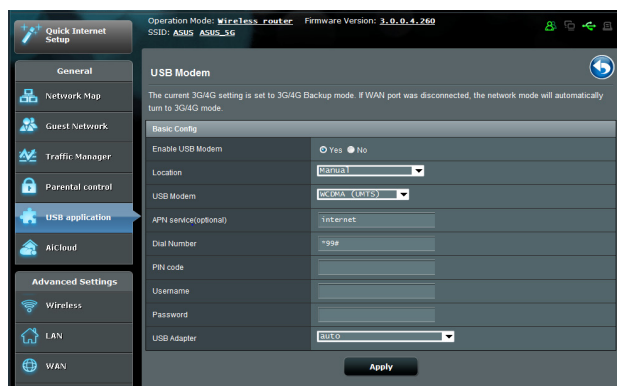 Quick Internet
Setup
Operation Mode: Wireless router Firmware Version: 3.0.0.4.260
SSID: ASUS ASUS_5G
General
Network Map
Guest Network
Traffic Manager
Parental control
USB application
AiCloud
Advanced Settings
Wireless
LAN
WAN
USB Modem
The current 3G/4G setting is set to 3G/4G Backup mode. If WAN port was disconnected, the network mode will automatically
turn to 3G/4G mode.
Basic Config
Enable USB Modem Yes No
Location Manual
USB Modem WCDMA (UMTS)
APN service(optional) internet
Dial Number *99#
PIN code
Username
Password
USB Adapter auto
Apply